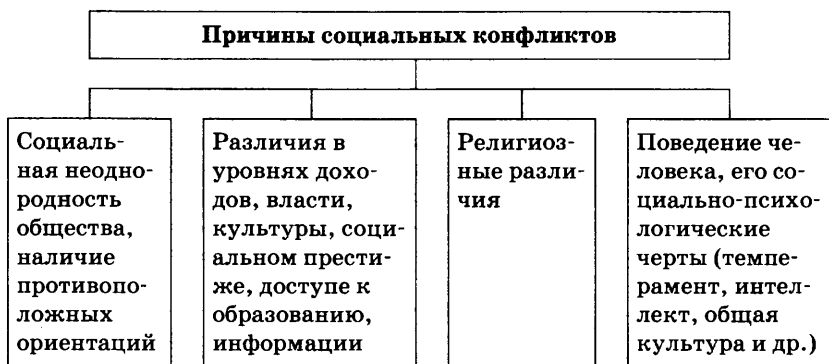 Причины социальных конфликтов
Социаль-
ная неодно-
родность
общества,
наличие
противопо-
ложных
ориентаций
Различия в
уровнях дохо-
дов, власти,
культуры, соци-
альном прести-
же, доступе к
образованию,
информации
Религиоз-
ные разли-
чия
Поведение че-
ловека, его со-
циально-психо-
логические
черты (темпе-
рамент, интел-
лект, общая
культура и др.)